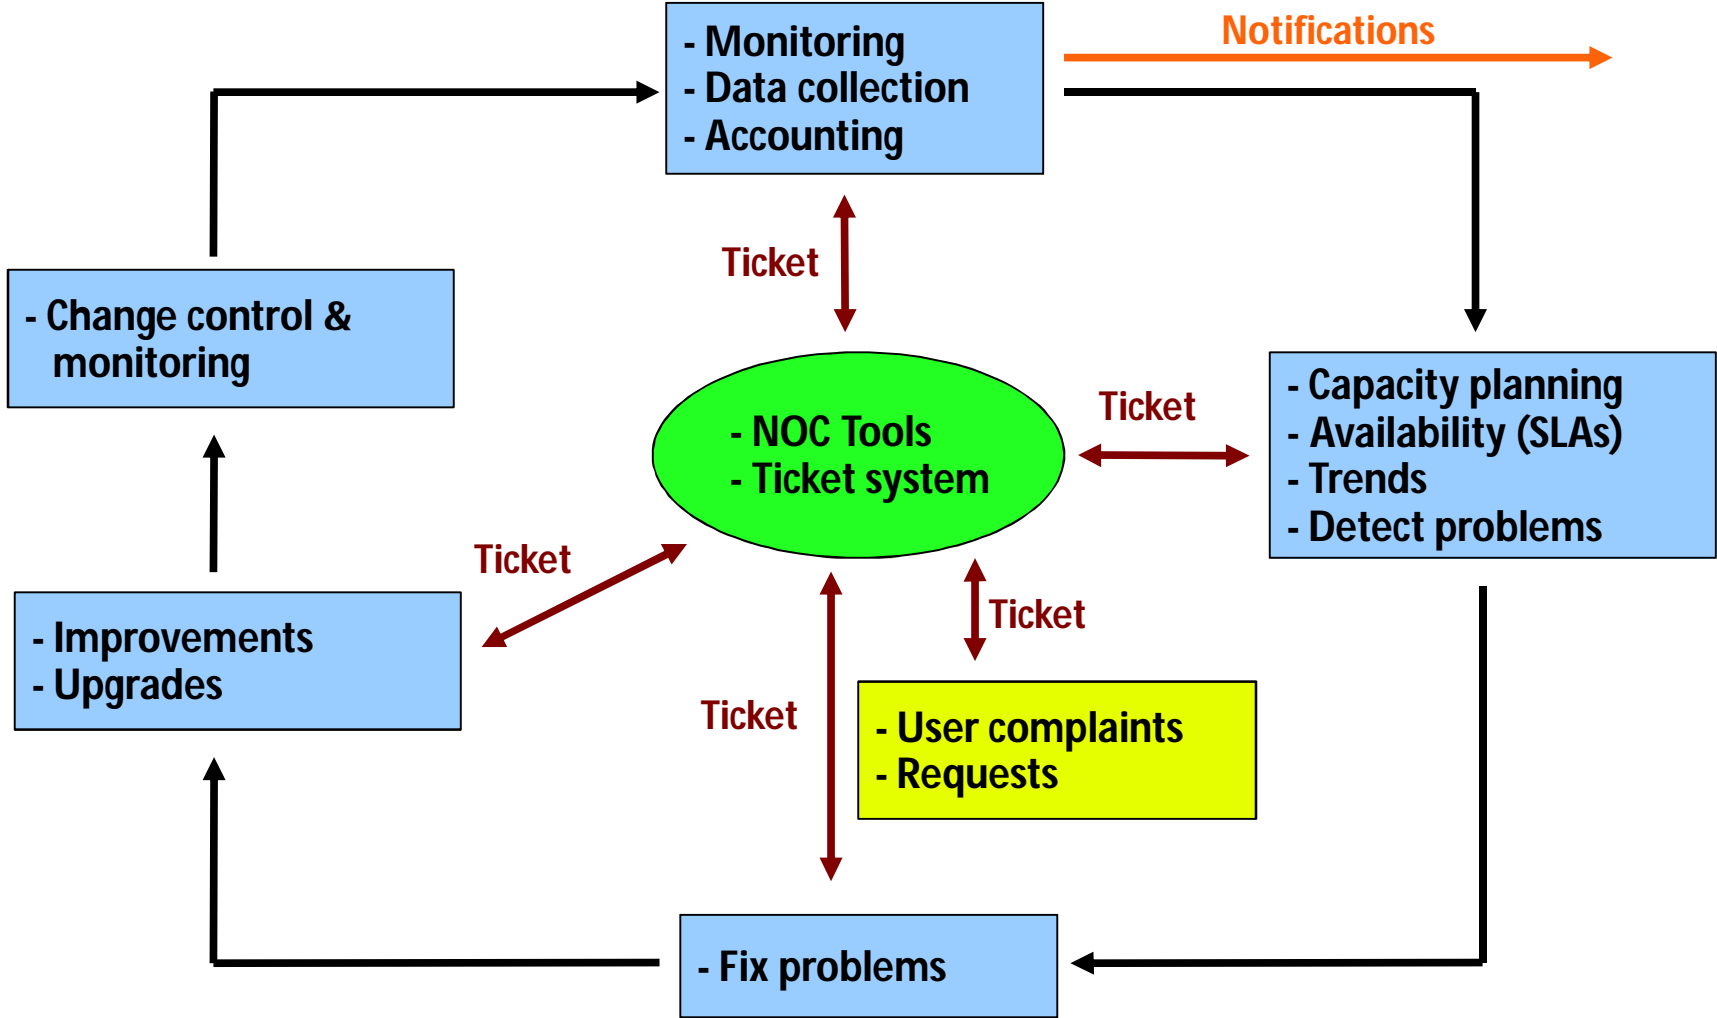 - Monitoring
- Data collection
- Accounting
Notifications
Ticket
- Change control &
monitoring
- NOC Tools
- Ticket system
Ticket
- Capacity planning
- Availability (SLAs)
- Trends
- Detect problems
Ticket
Ticket
- Improvements
- Upgrades
Ticket
- User complaints
- Requests
- Fix problems